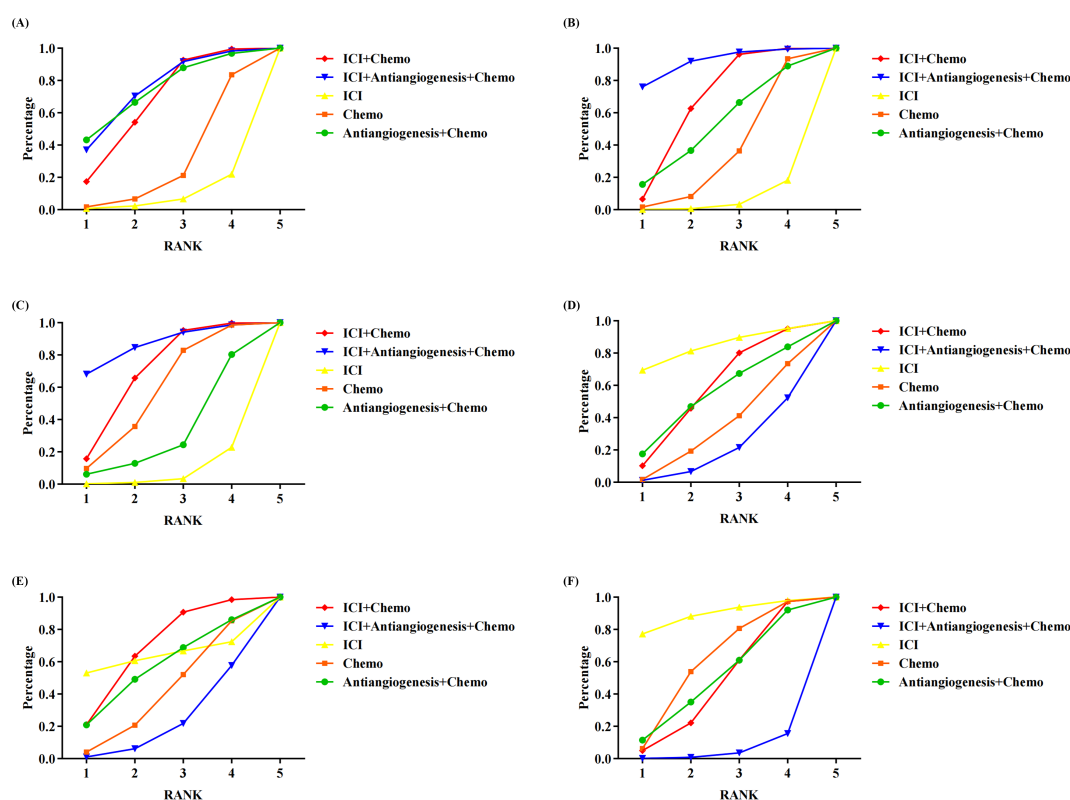 (A)
Percentage
1.0
0.8
0.6
0.4
0.2
0.0
1 2 3 4 5
RANK
ICI+Chemo
ICI+Antiangiogenesis+Chemo
ICI
Chemo
Antiangiogenesis+Chemo
(B)
Percentage
1.0
0.8
0.6
0.4
0.2
0.0
1 2 3 4 5
RANK
ICI+Chemo
ICI+Antiangiogenesis+Chemo
ICI
Chemo
Antiangiogenesis+Chemo
(C)
Percentage
1.0
0.8
0.6
0.4
0.2
0.0
1 2 3 4 5
RANK
ICI+Chemo
ICI+Antiangiogenesis+Chemo
ICI
Chemo
Antiangiogenesis+Chemo
(D)
Percentage
1.0
0.8
0.6
0.4
0.2
0.0
1 2 3 4 5
RANK
ICI+Chemo
ICI+Antiangiogenesis+Chemo
ICI
Chemo
Antiangiogenesis+Chemo
(E)
Percentage
1.0
0.8
0.6
0.4
0.2
0.0
1 2 3 4 5
RANK
ICI+Chemo
ICI+Antiangiogenesis+Chemo
ICI
Chemo
Antiangiogenesis+Chemo
(F)
Percentage
1.0
0.8
0.6
0.4
0.2
0.0
1 2 3 4 5
RANK
ICI+Chemo
ICI+Antiangiogenesis+Chemo
ICI
Chemo
Antiangiogenesis+Chemo